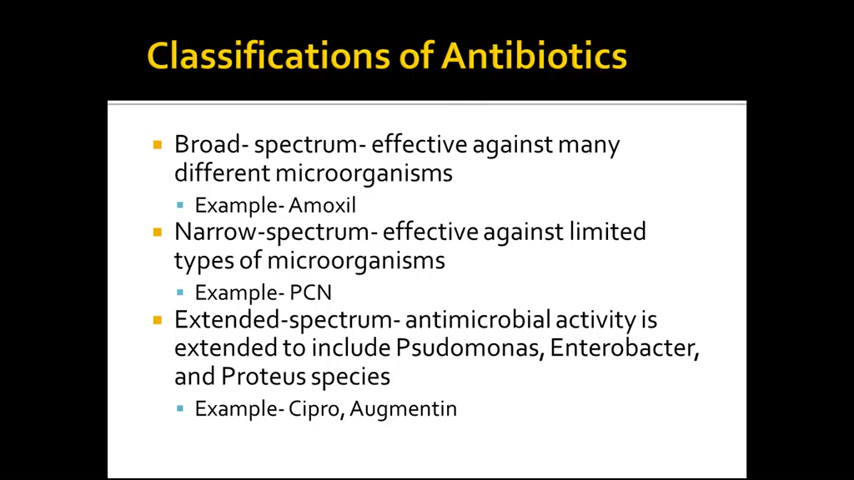 Classifications of Antibiotics
Broad- spectrum- effective against many
different microorganisms
Example- Amoxil
Narrow-spectrum- effective against limited
types of microorganisms
Example- PCN
Extended-spectrum- antimicrobial activity is
extended to include Psudomonas, Enterobacter,
and Proteus species
Example- Cipro, Augmentin